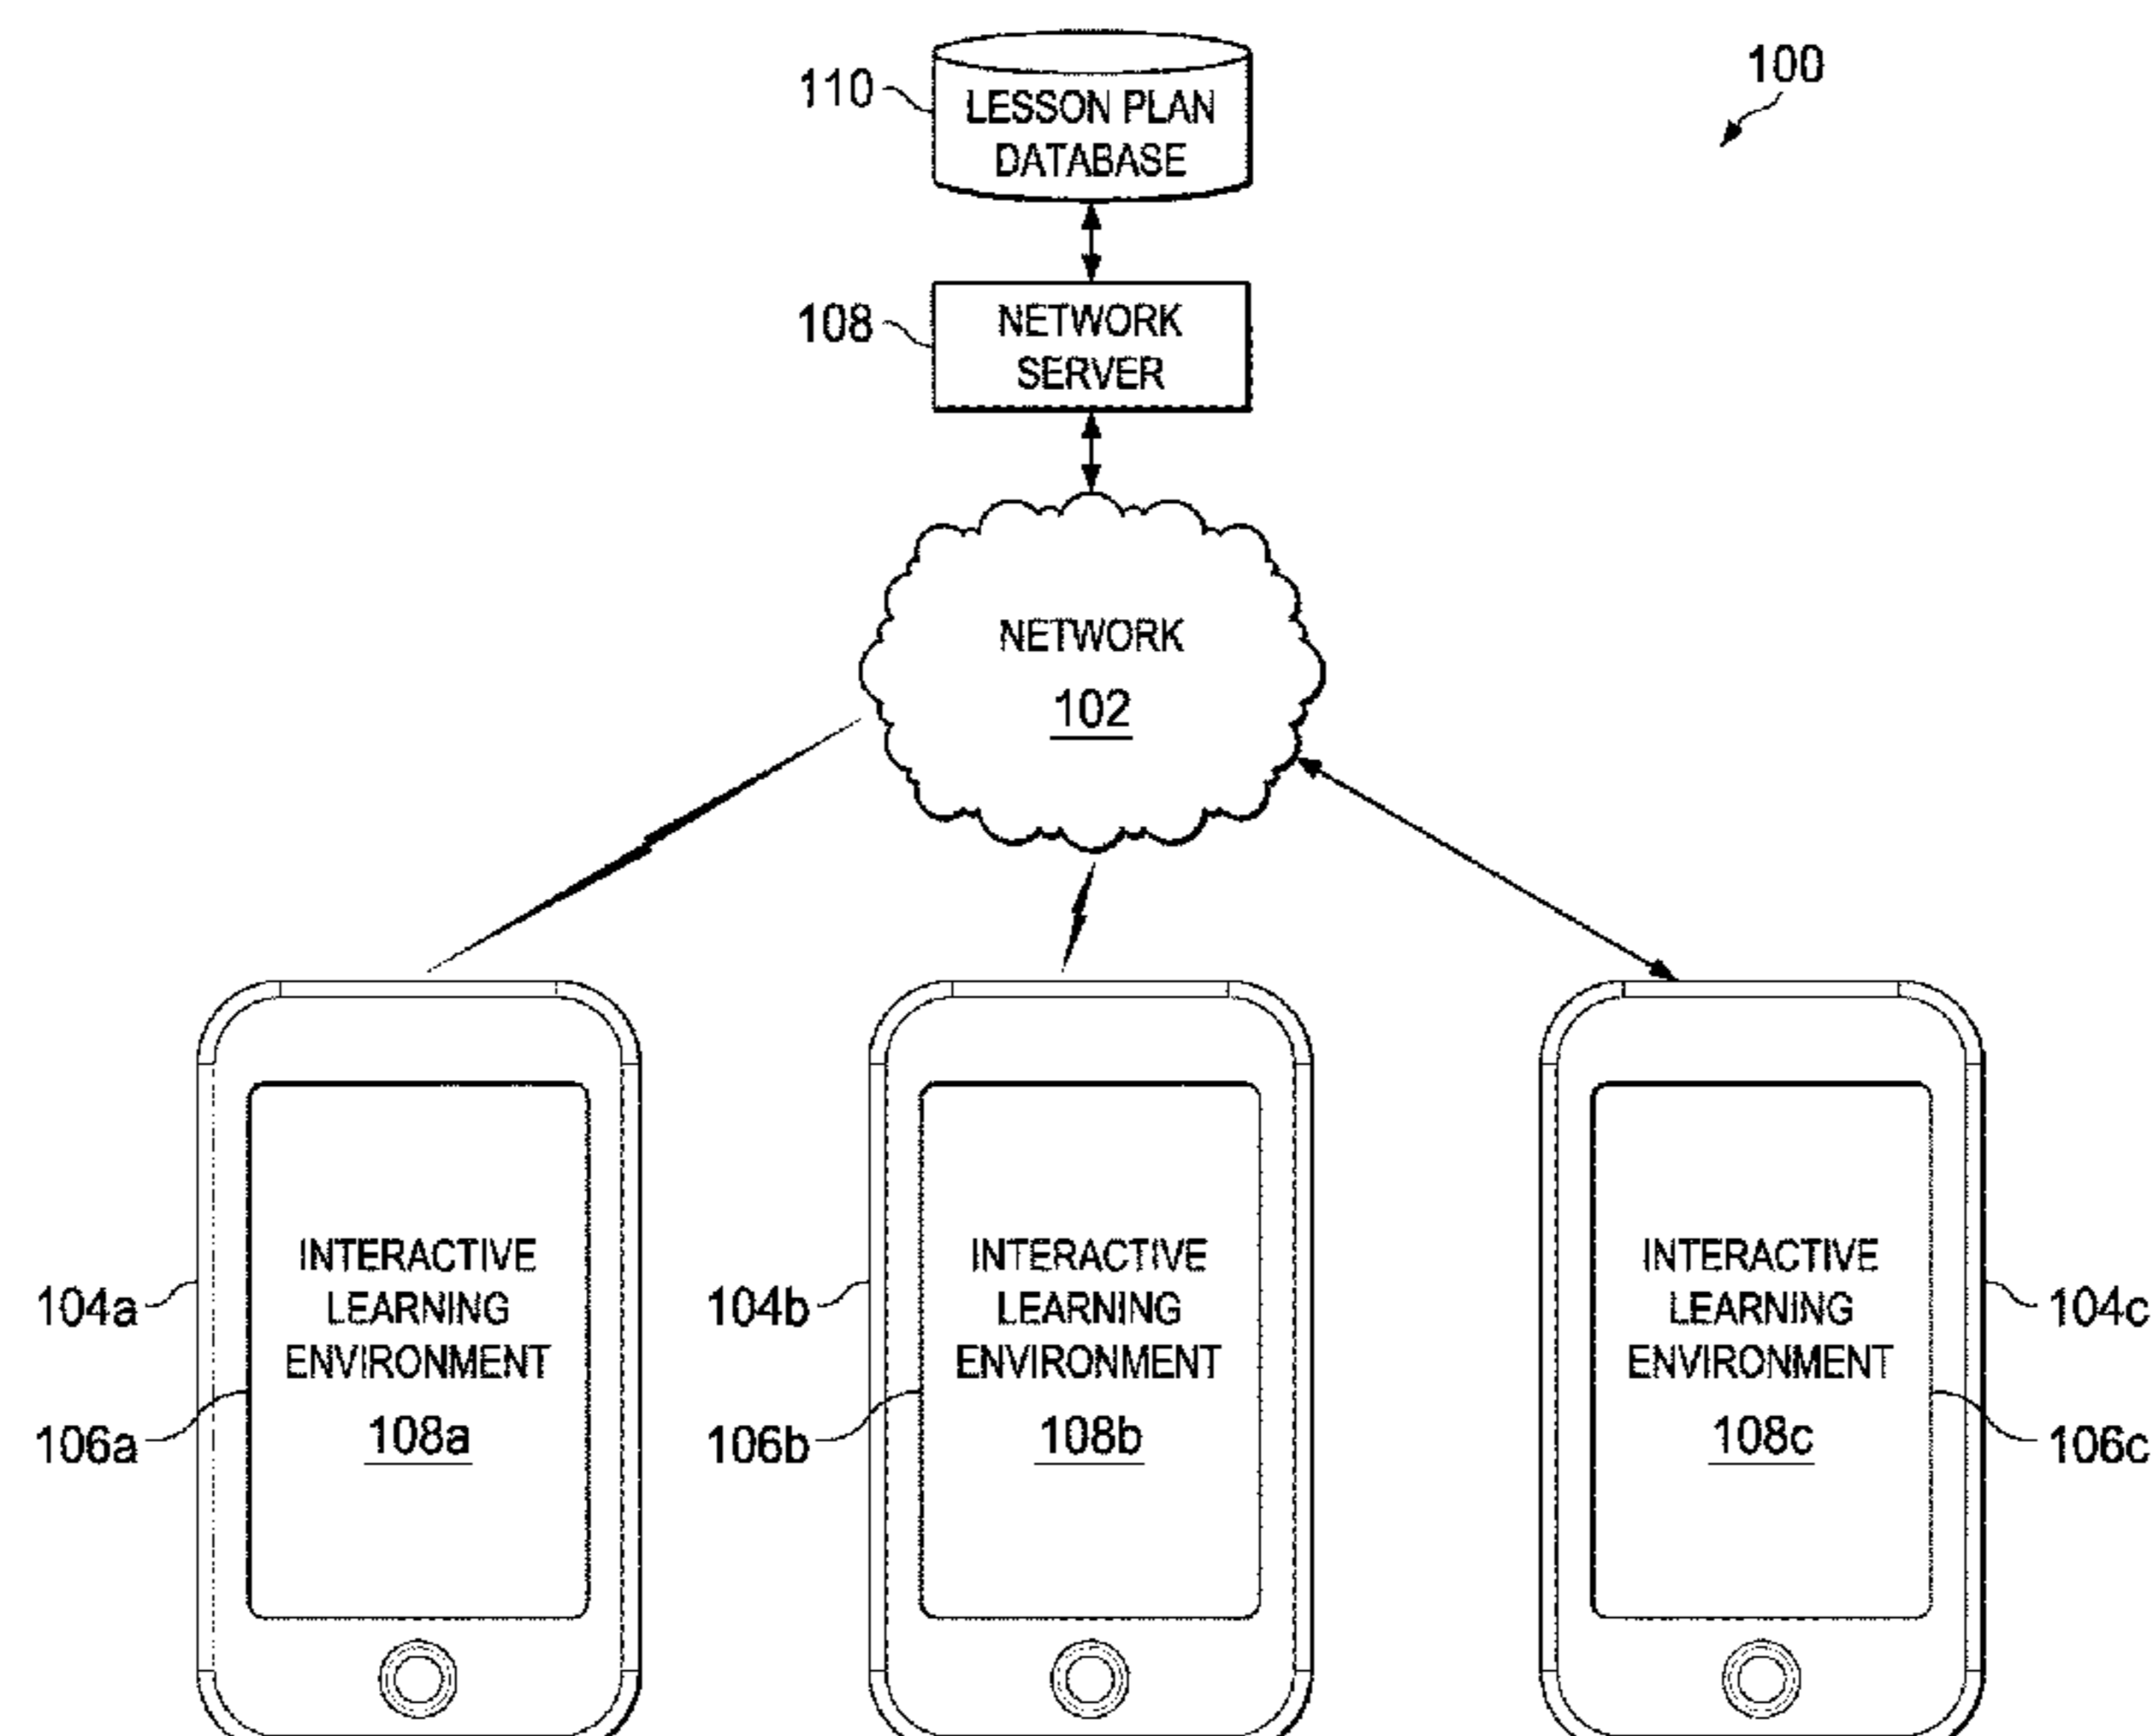 100
110
LESSON PLAN
DATABASE
108
NETWORK
SERVER
NETWORK
102
INTERACTIVE
LEARNING
ENVIRONMENT
108a
104a
106a
INTERACTIVE
LEARNING
ENVIRONMENT
108b
104b
106b
INTERACTIVE
LEARNING
ENVIRONMENT
108c
104c
106c